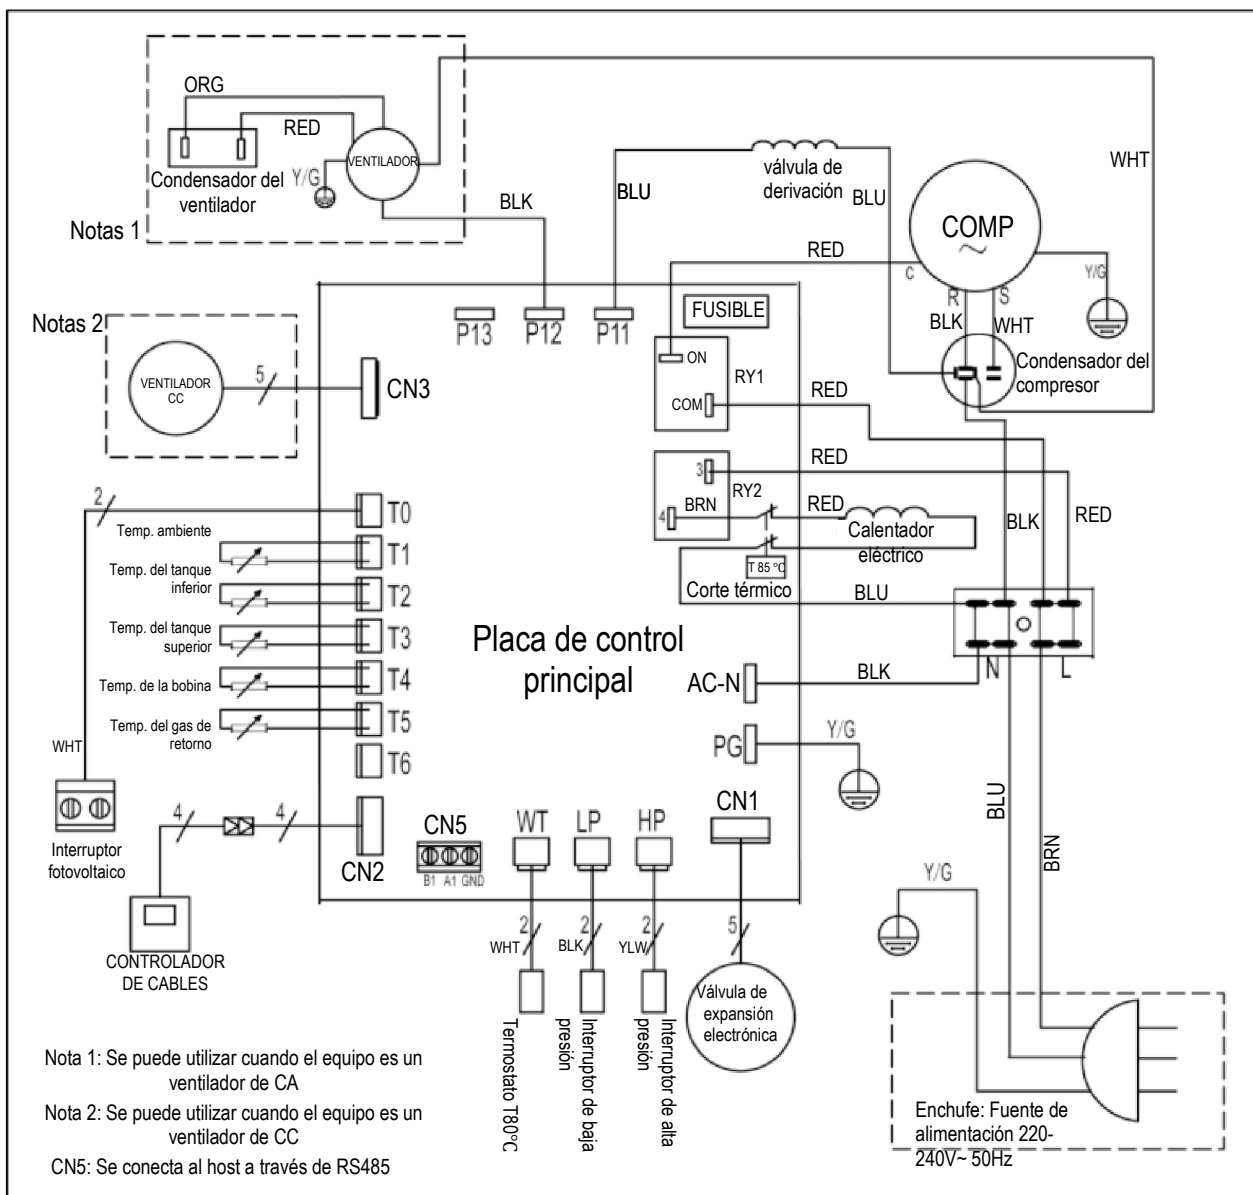 ORG
RED
VENTILADOR
Y/G
Condensador del
ventilador
Notas 1
BLK
BLU
válvula de
derivación
BLU
WHT
COMP
~
RED
C
R
S
Y/G
BLK
WHT
Condensador del
compresor
Notas 2
VENTILADOR
CC
5
CN3
P13
P12
P11
FUSIBLE
ON
RY1
COM
RED
3
RY2
RED
BRN
4
RED
Calentador
eléctrico
BLK
RED
T 85 °C
Corte térmico
BLU
2
T0
Temp. ambiente
T1
Temp. del tanque
inferior
T2
Temp. del tanque
superior
T3
Temp. de la bobina
T4
Temp. del gas de
retorno
T5
T6
WHT
Interruptor
fotovoltaico
Placa de control
principal
AC-N
BLK
N
L
PG
Y/G
4
4
CN2
CONTROLADOR
DE CABLES
CN5
B1 A1 GND
WT
LP
HP
CN1
2
WHT
2
BLK
2
YLW
5
Termostato T80°C
Interruptor de baja
presión
Interruptor de alta
presión
Válvula de
expansión
electrónica
BLU
BRN
Y/G
Enchufe: Fuente de
alimentación 220-
240V~ 50Hz
Nota 1: Se puede utilizar cuando el equipo es un
ventilador de CA
Nota 2: Se puede utilizar cuando el equipo es un
ventilador de CC
CN5: Se conecta al host a través de RS485